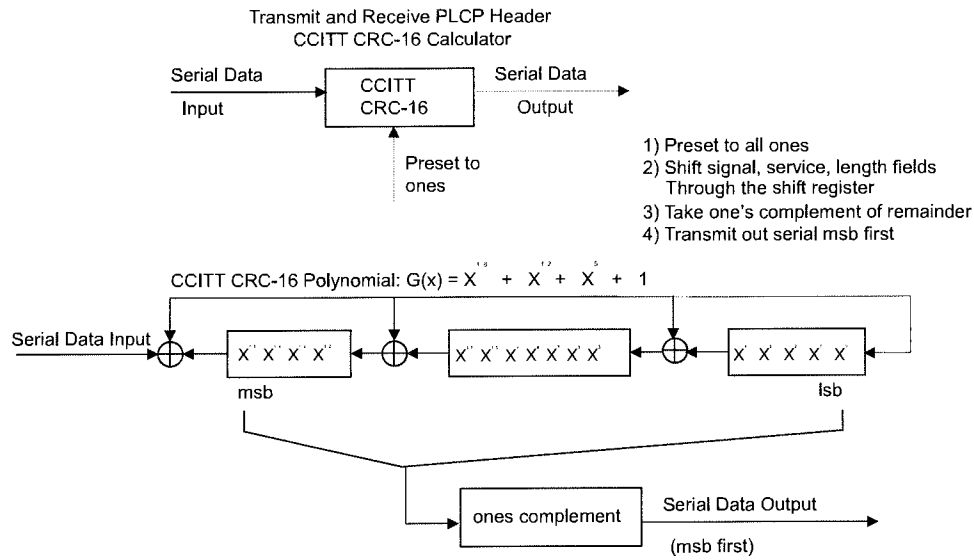 Transmit and Receive PLCP Header
CCITT CRC-16 Calculator
Serial Data
Input
CCITT
CRC-16
Serial Data
Output
Preset to
ones
1) Preset to all ones
2) Shift signal, service, length fields
Through the shift register
3) Take one's complement of remainder
4) Transmit out serial msb first
CCITT CRC-16 Polynomial: G(x) = X + X¹² + X⁵ + 1
Serial Data Input
X X X X
X X X X X X X
X X X X X
msb
lsb
ones complement
Serial Data Output
(msb first)